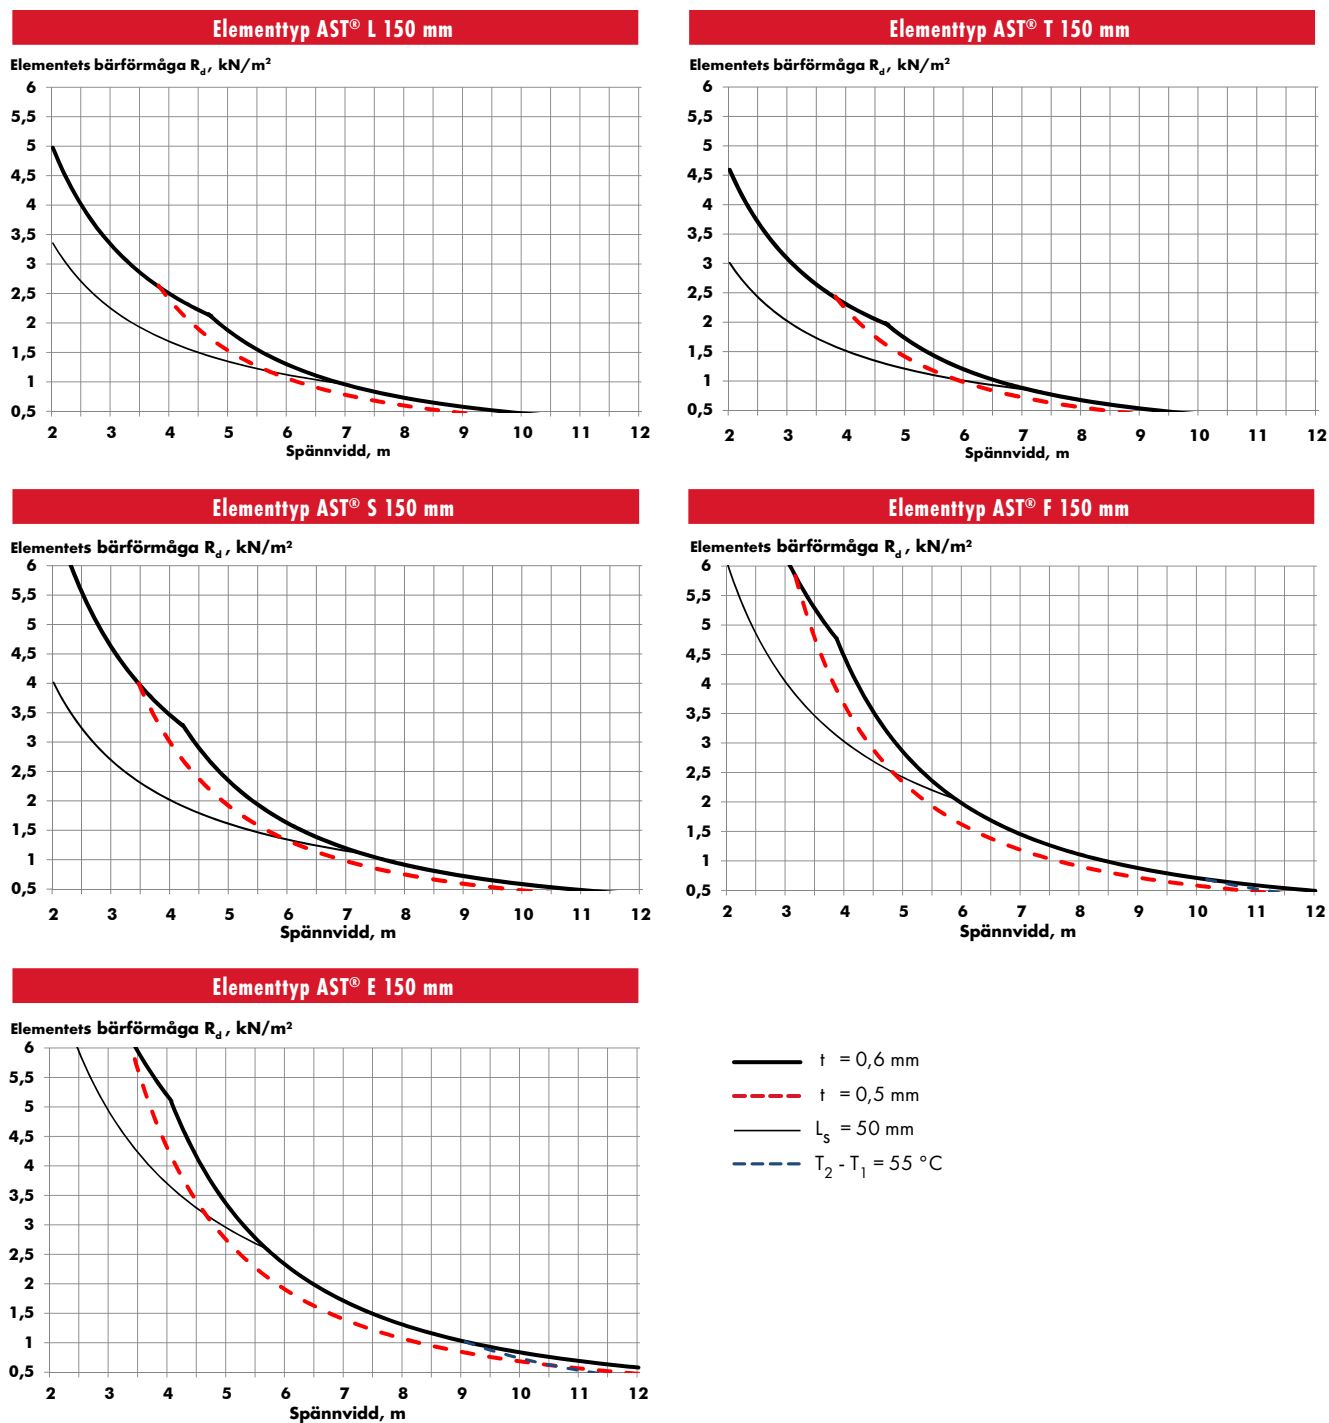 Elementtyp AST® L 150 mm
Elementets bärförmåga Rd, kN/m²
6
5,5
5
4,5
4
3,5
3
2,5
2
1,5
1
0,5
2 3 4 5 6 7 8 9 10 11 12
Spännvidd, m
Elementtyp AST® T 150 mm
Elementets bärförmåga Rd, kN/m²
6
5,5
5
4,5
4
3,5
3
2,5
2
1,5
1
0,5
2 3 4 5 6 7 8 9 10 11 12
Spännvidd, m
Elementtyp AST® S 150 mm
Elementets bärförmåga Rd, kN/m²
6
5,5
5
4,5
4
3,5
3
2,5
2
1,5
1
0,5
2 3 4 5 6 7 8 9 10 11 12
Spännvidd, m
Elementtyp AST® F 150 mm
Elementets bärförmåga Rd, kN/m²
6
5,5
5
4,5
4
3,5
3
2,5
2
1,5
1
0,5
2 3 4 5 6 7 8 9 10 11 12
Spännvidd, m
Elementtyp AST® E 150 mm
Elementets bärförmåga Rd, kN/m²
6
5,5
5
4,5
4
3,5
3
2,5
2
1,5
1
0,5
2 3 4 5 6 7 8 9 10 11 12
Spännvidd, m
t = 0,6 mm
t = 0,5 mm
Ls = 50 mm
T2 - T1 = 55 °C